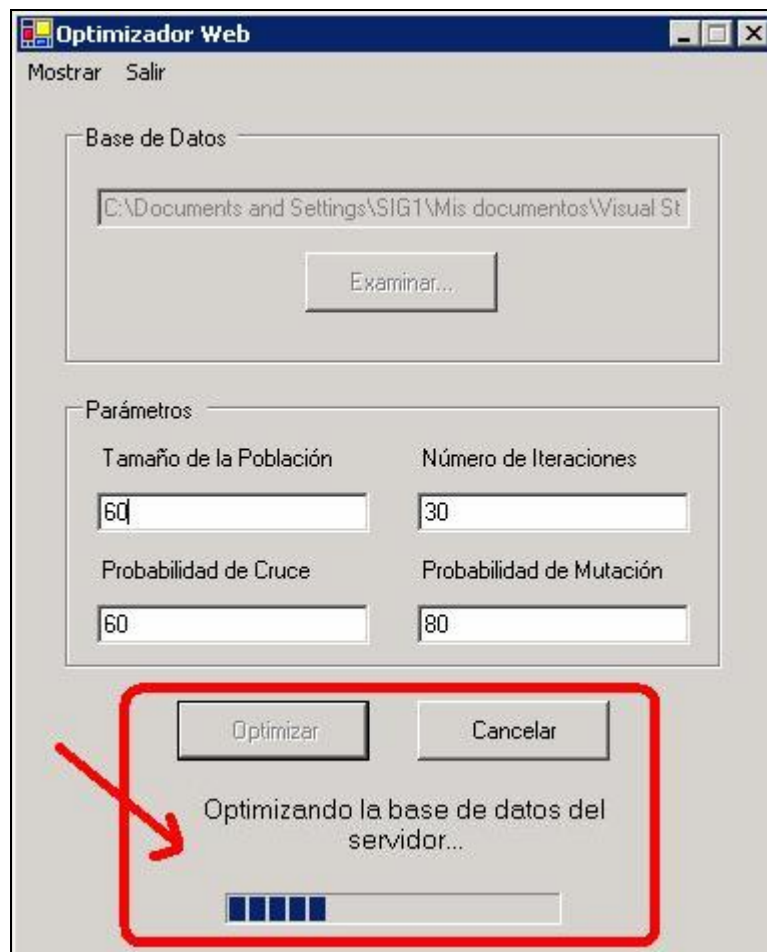 Optimizador Web
Mostrar Salir
Base de Datos
C:\Documents and Settings\SIG1\Mis documentos\Visual St
Examinar...
Parámetros
Tamaño de la Población Número de Iteraciones
60 30
Probabilidad de Cruce Probabilidad de Mutación
60 80
Optimizar Cancelar
Optimizando la base de datos del
servidor...